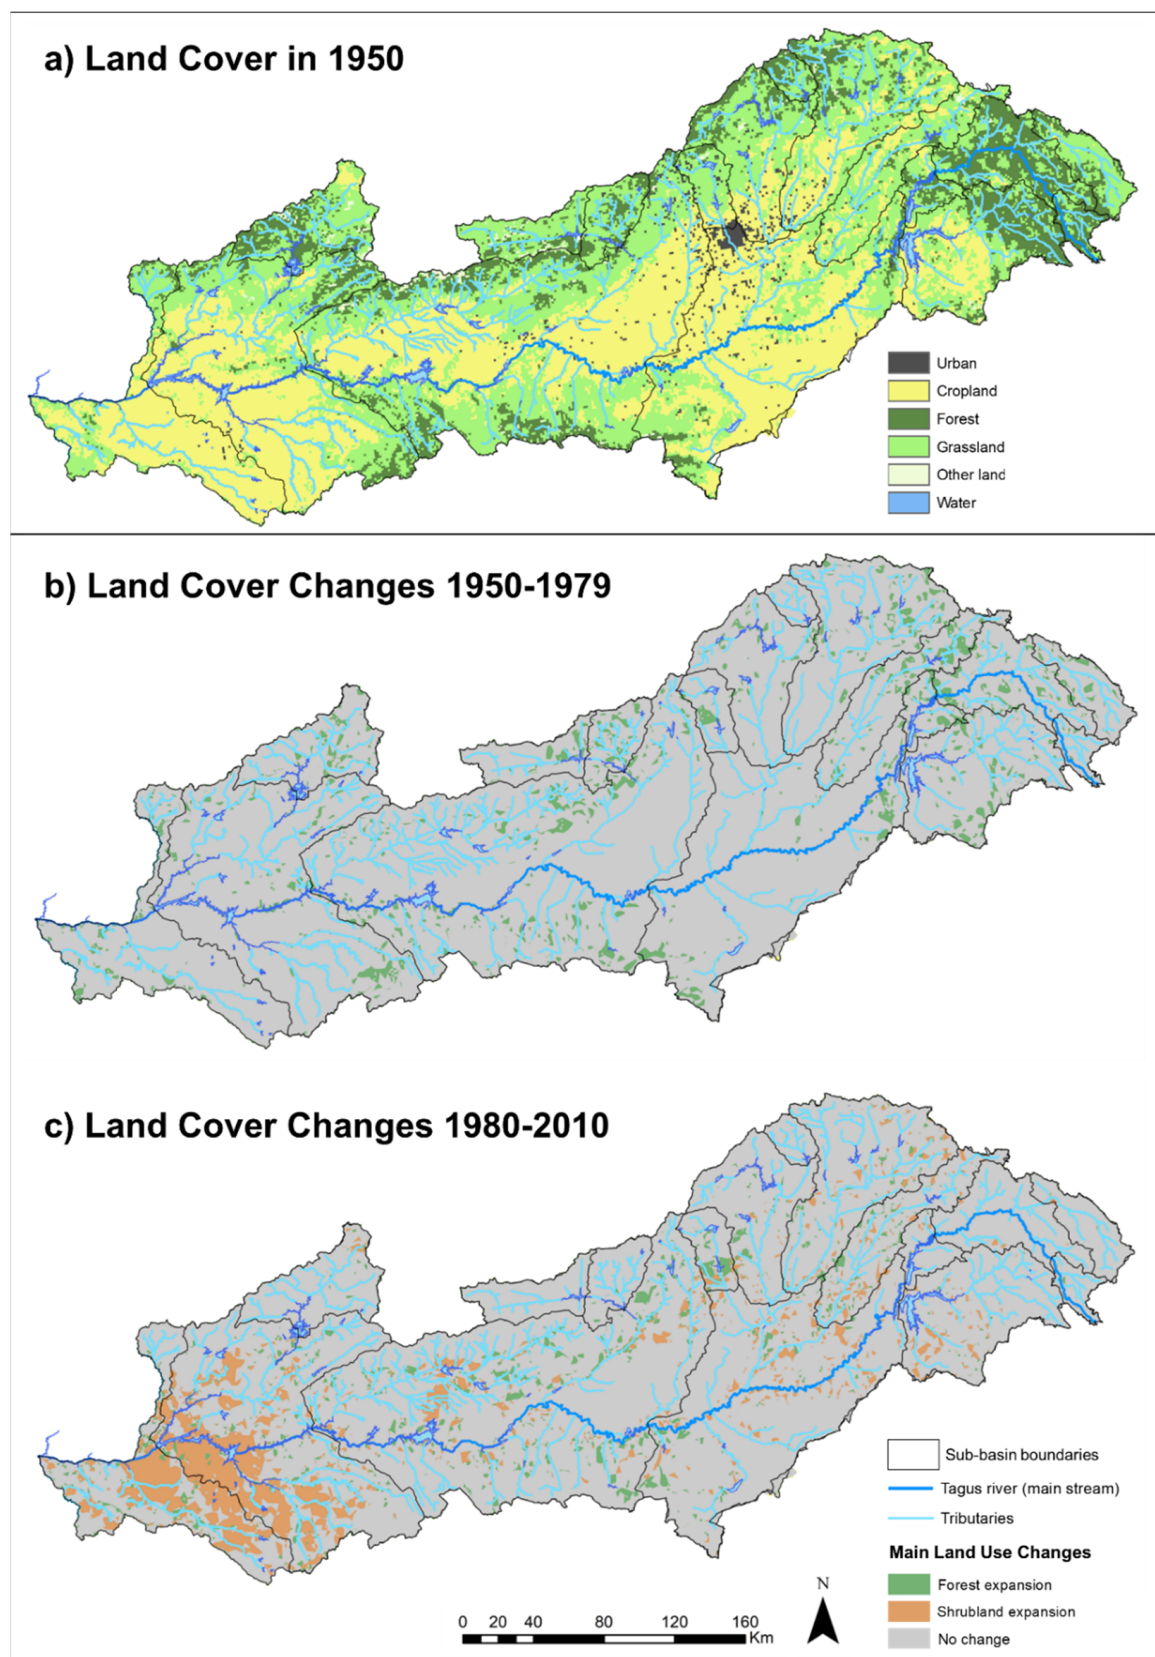 a) Land Cover in 1950
Urban
Cropland
Forest
Grassland
Other land
Water
b) Land Cover Changes 1950-1979
c) Land Cover Changes 1980-2010
Sub-basin boundaries
Tagus river (main stream)
Tributaries
Main Land Use Changes
Forest expansion
Shrubland expansion
No change
N
0 20 40 80 120 160
Km